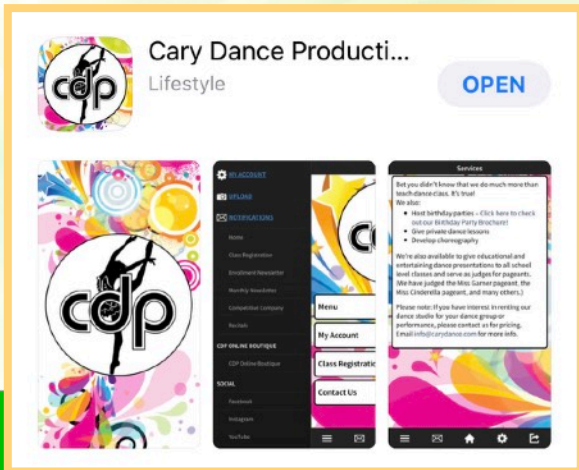 Cary Dance Producti...
Lifestyle
OPEN
cdp
cdp
MY ACCOUNT
UPLOAD
NOTIFICATIONS
Home
Class Registration
Enrollment Newsletter
Monthly Newsletter
Competitive Company
Recitals
CDP ONLINE BOUTIQUE
CDP Online Boutique
SOCIAL
Facebook
Instagram
YouTube
Menu
My Account
Class Registratic
Contact Us
Services
Bet you didn't know that we do much more than
teach dance class. It's true!
We also:
• Host birthday parties – Click here to check
out our Birthday Party Brochure!
• Give private dance lessons
• Develop choreography
We're also available to give educational and
entertaining dance presentations to all school
level classes and serve as judges for pageants.
(We have judged the Miss Garner pageant, the
Miss Cinderella pageant, and many others.)
Please note: If you have interest in renting our
dance studio for your dance group or
performance, please contact us for pricing.
Email info@carydance.com for more info.